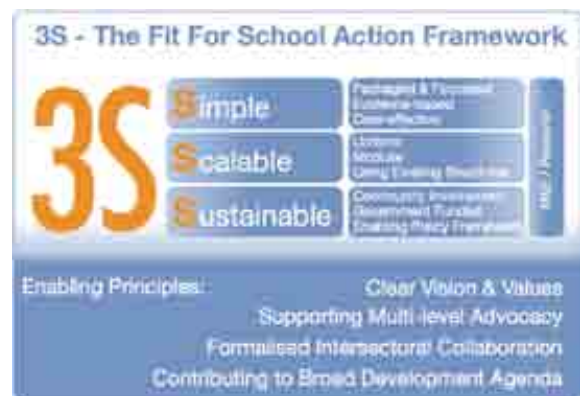 3S - The Fit For School Action Framework
3S
Simple
Packaged & Focused
Evidence-based
Cost-effective
Scalable
Uniform
Modular
Using Existing Structures
Sustainable
Community Involvement
Government Funded
Enabling Policy Framework
Enabling Principles:
Clear Vision & Values
Supporting Multi-level Advocacy
Formalised Intersectoral Collaboration
Contributing to Broad Development Agenda